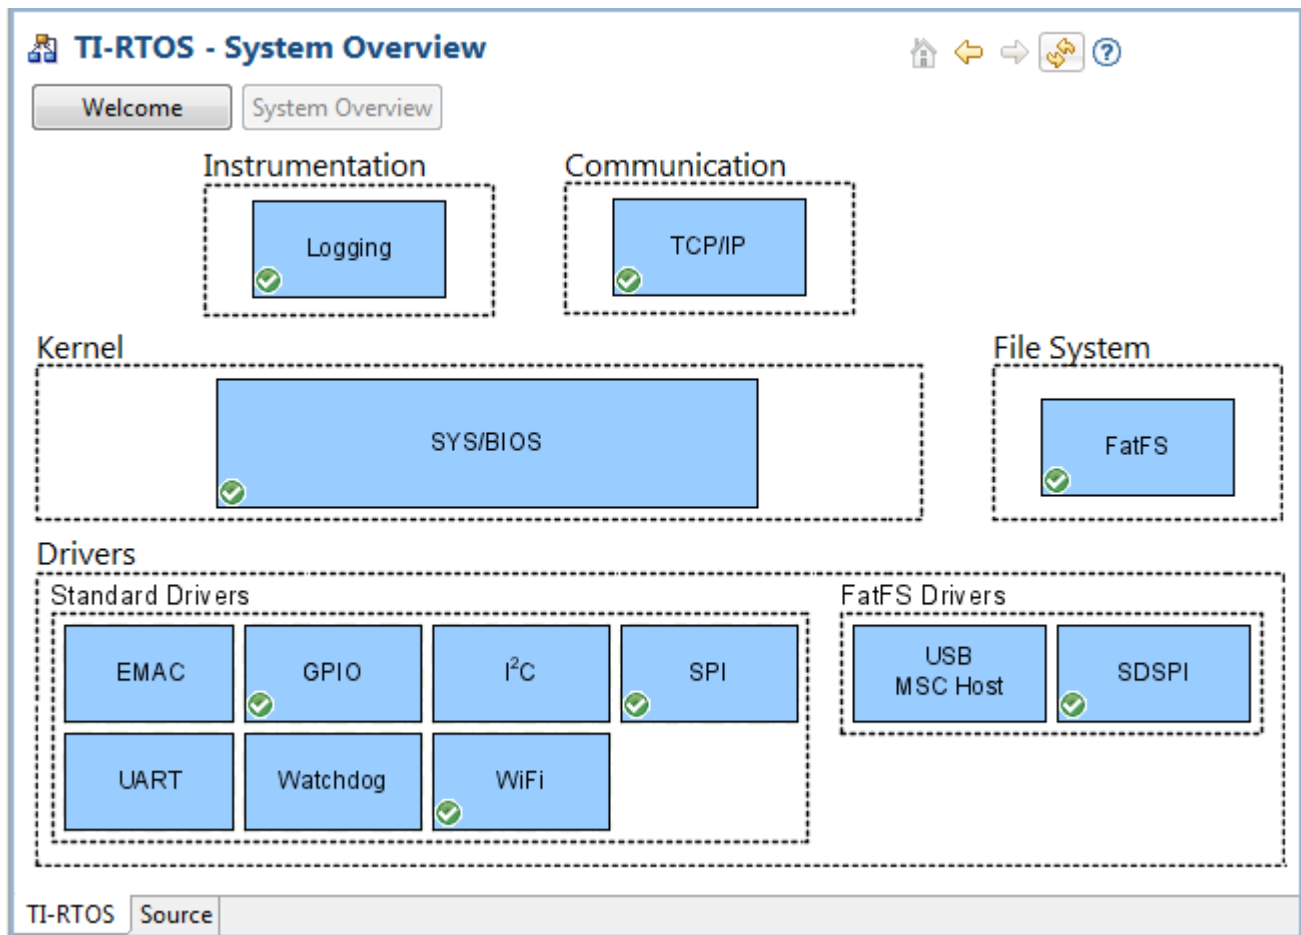 TI-RTOS - System Overview
Welcome
System Overview
Instrumentation
Logging
Communication
TCP/IP
Kernel
SYS/BIOS
File System
FatFS
Drivers
Standard Drivers
EMAC
GPIO
I²C
SPI
UART
Watchdog
WiFi
FatFS Drivers
USB
MSC Host
SDSPI
TI-RTOS
Source